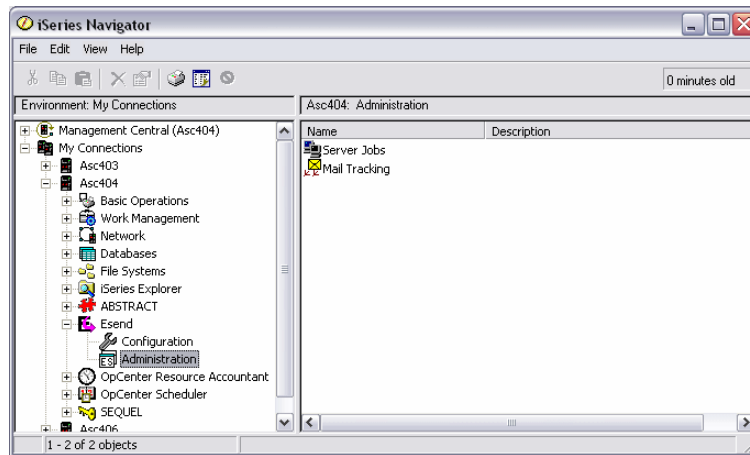 iSeries Navigator
File Edit View Help
0 minutes old
Environment: My Connections
Asc404: Administration
Management Central (Asc404)
My Connections
Asc403
Asc404
Basic Operations
Work Management
Network
Databases
File Systems
iSeries Explorer
ABSTRACT
Esend
Configuration
Administration
OpCenter Resource Accountant
OpCenter Scheduler
SEQUEL
Asc406
Name Description
Server Jobs
Mail Tracking
1 - 2 of 2 objects